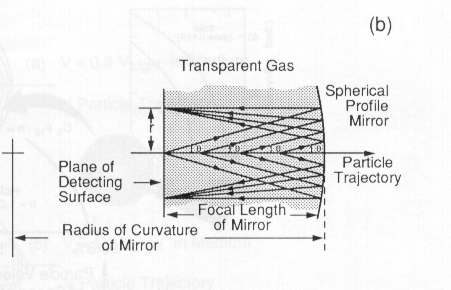 (b)
Transparent Gas
Spherical
Profile
Mirror
r
Θ Θ Θ Θ
Particle
Trajectory
Plane of
Detecting
Surface
Focal Length
of Mirror
Radius of Curvature
of Mirror